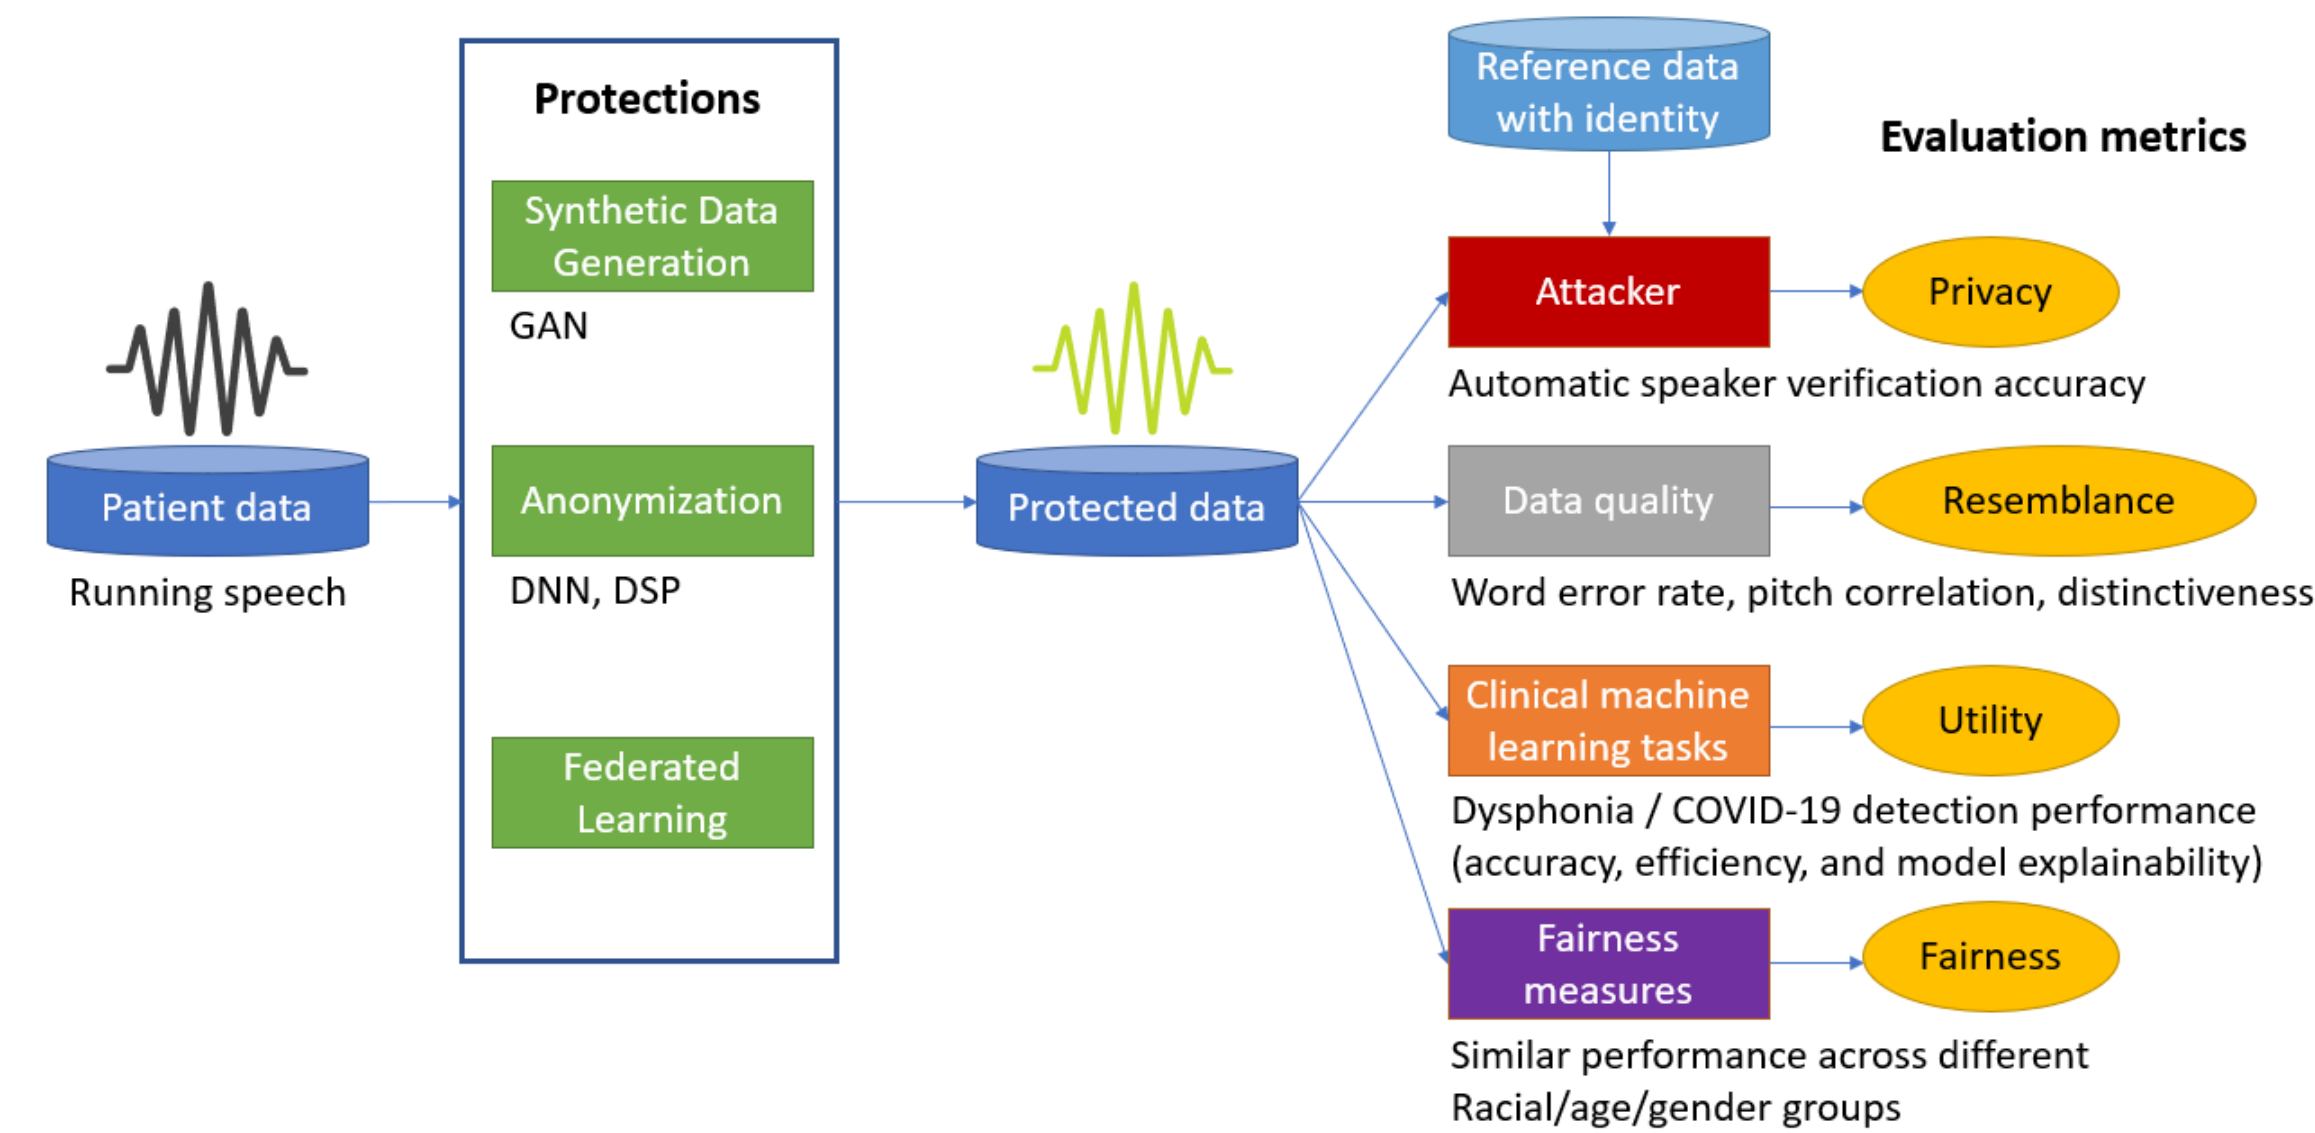 Patient data
Running speech
Protections
Synthetic Data
Generation
GAN
Anonymization
DNN, DSP
Federated
Learning
Protected data
Reference data
with identity
Evaluation metrics
Attacker
Privacy
Automatic speaker verification accuracy
Data quality
Resemblance
Word error rate, pitch correlation, distinctiveness
Clinical machine
learning tasks
Utility
Dysphonia / COVID-19 detection performance
(accuracy, efficiency, and model explainability)
Fairness
measures
Fairness
Similar performance across different
Racial/age/gender groups